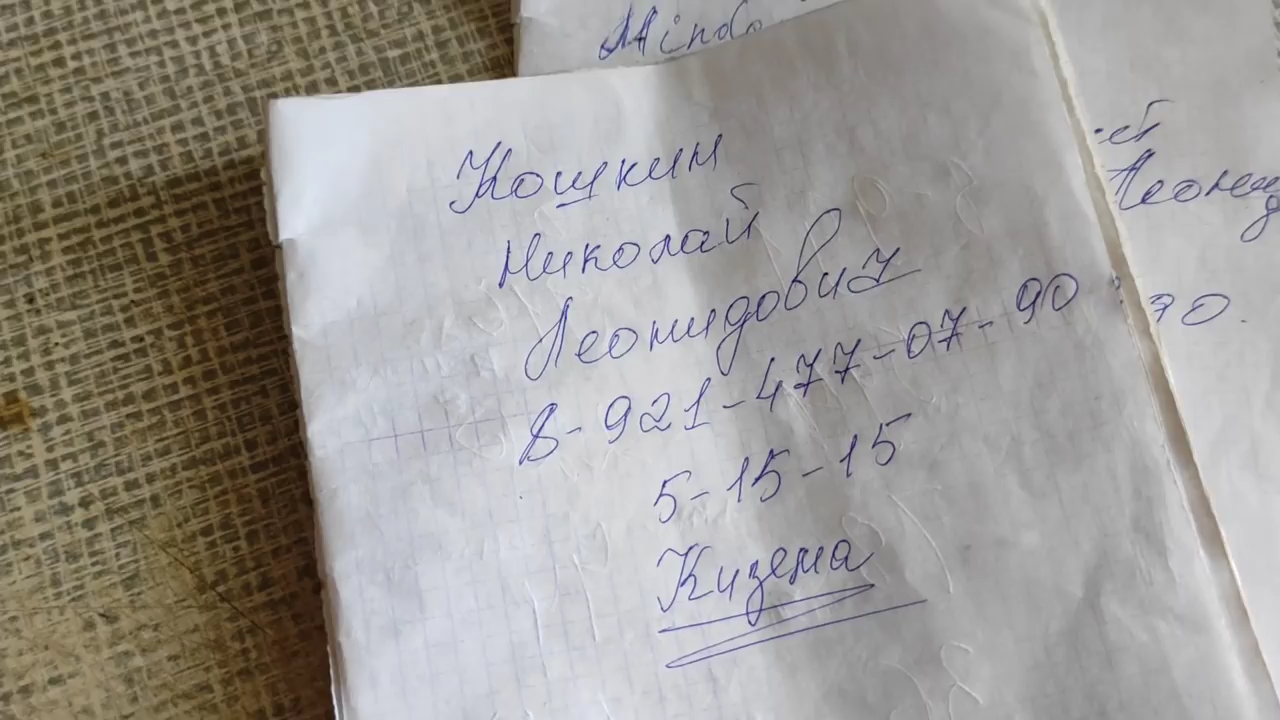 Кошкин
Николай
Леонидович
8-921-477-07-90
5-15-15
Кизема